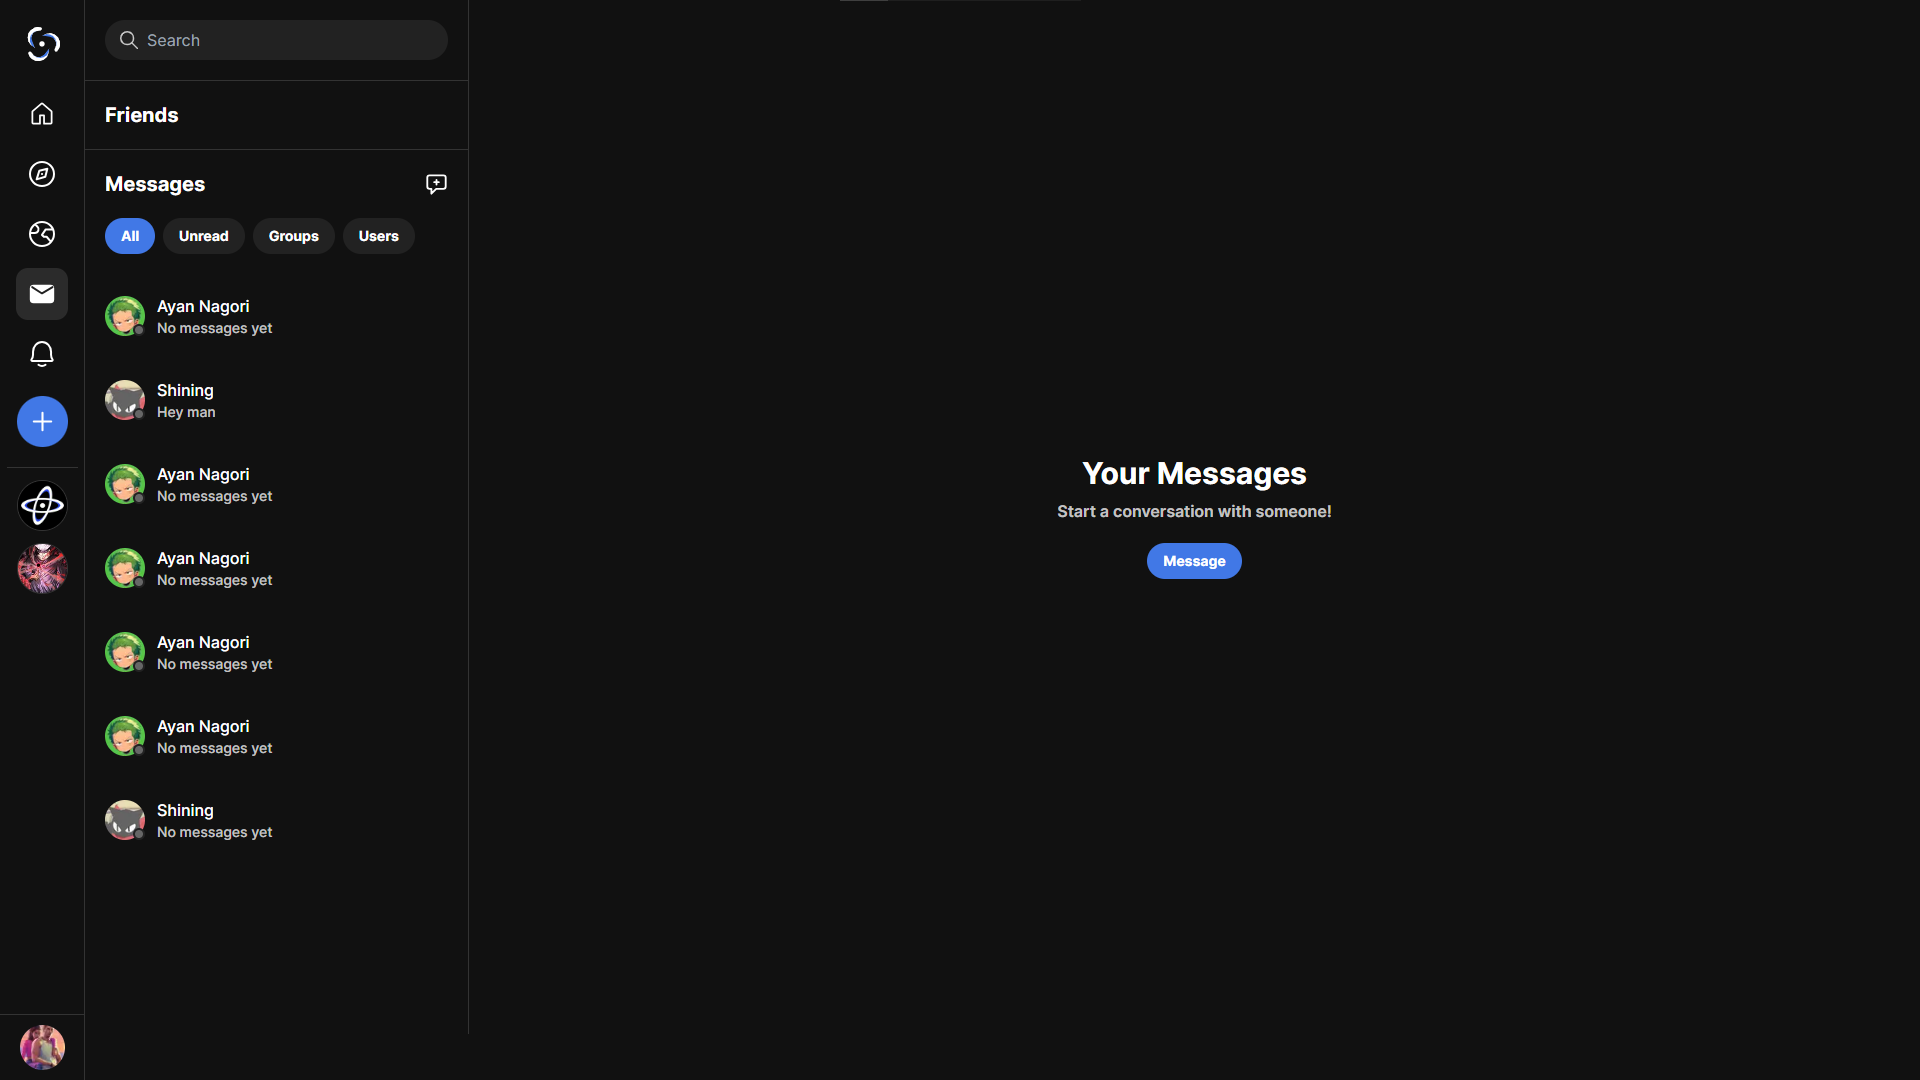 Search
Friends
Messages
All
Unread
Groups
Users
Ayan Nagori
No messages yet
Shining
Hey man
Ayan Nagori
No messages yet
Ayan Nagori
No messages yet
Ayan Nagori
No messages yet
Ayan Nagori
No messages yet
Shining
No messages yet
Your Messages
Start a conversation with someone!
Message